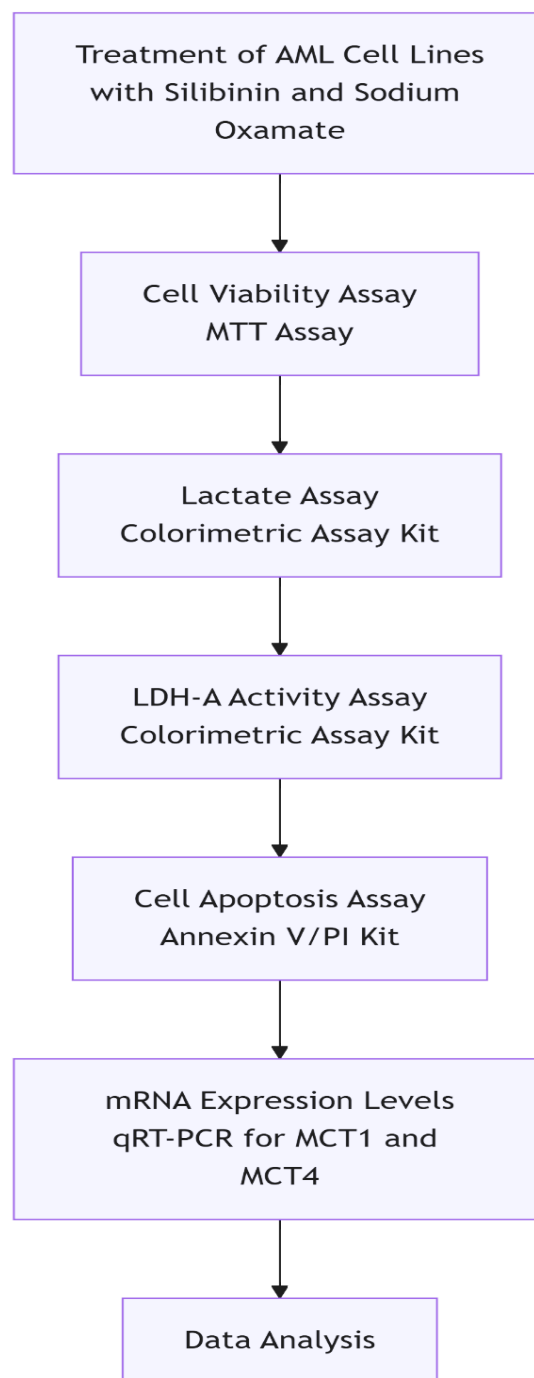 Treatment of AML Cell Lines
with Silibinin and Sodium
Oxamate
Cell Viability Assay
MTT Assay
Lactate Assay
Colorimetric Assay Kit
LDH-A Activity Assay
Colorimetric Assay Kit
Cell Apoptosis Assay
Annexin V/PI Kit
mRNA Expression Levels
qRT-PCR for MCT1 and
MCT4
Data Analysis